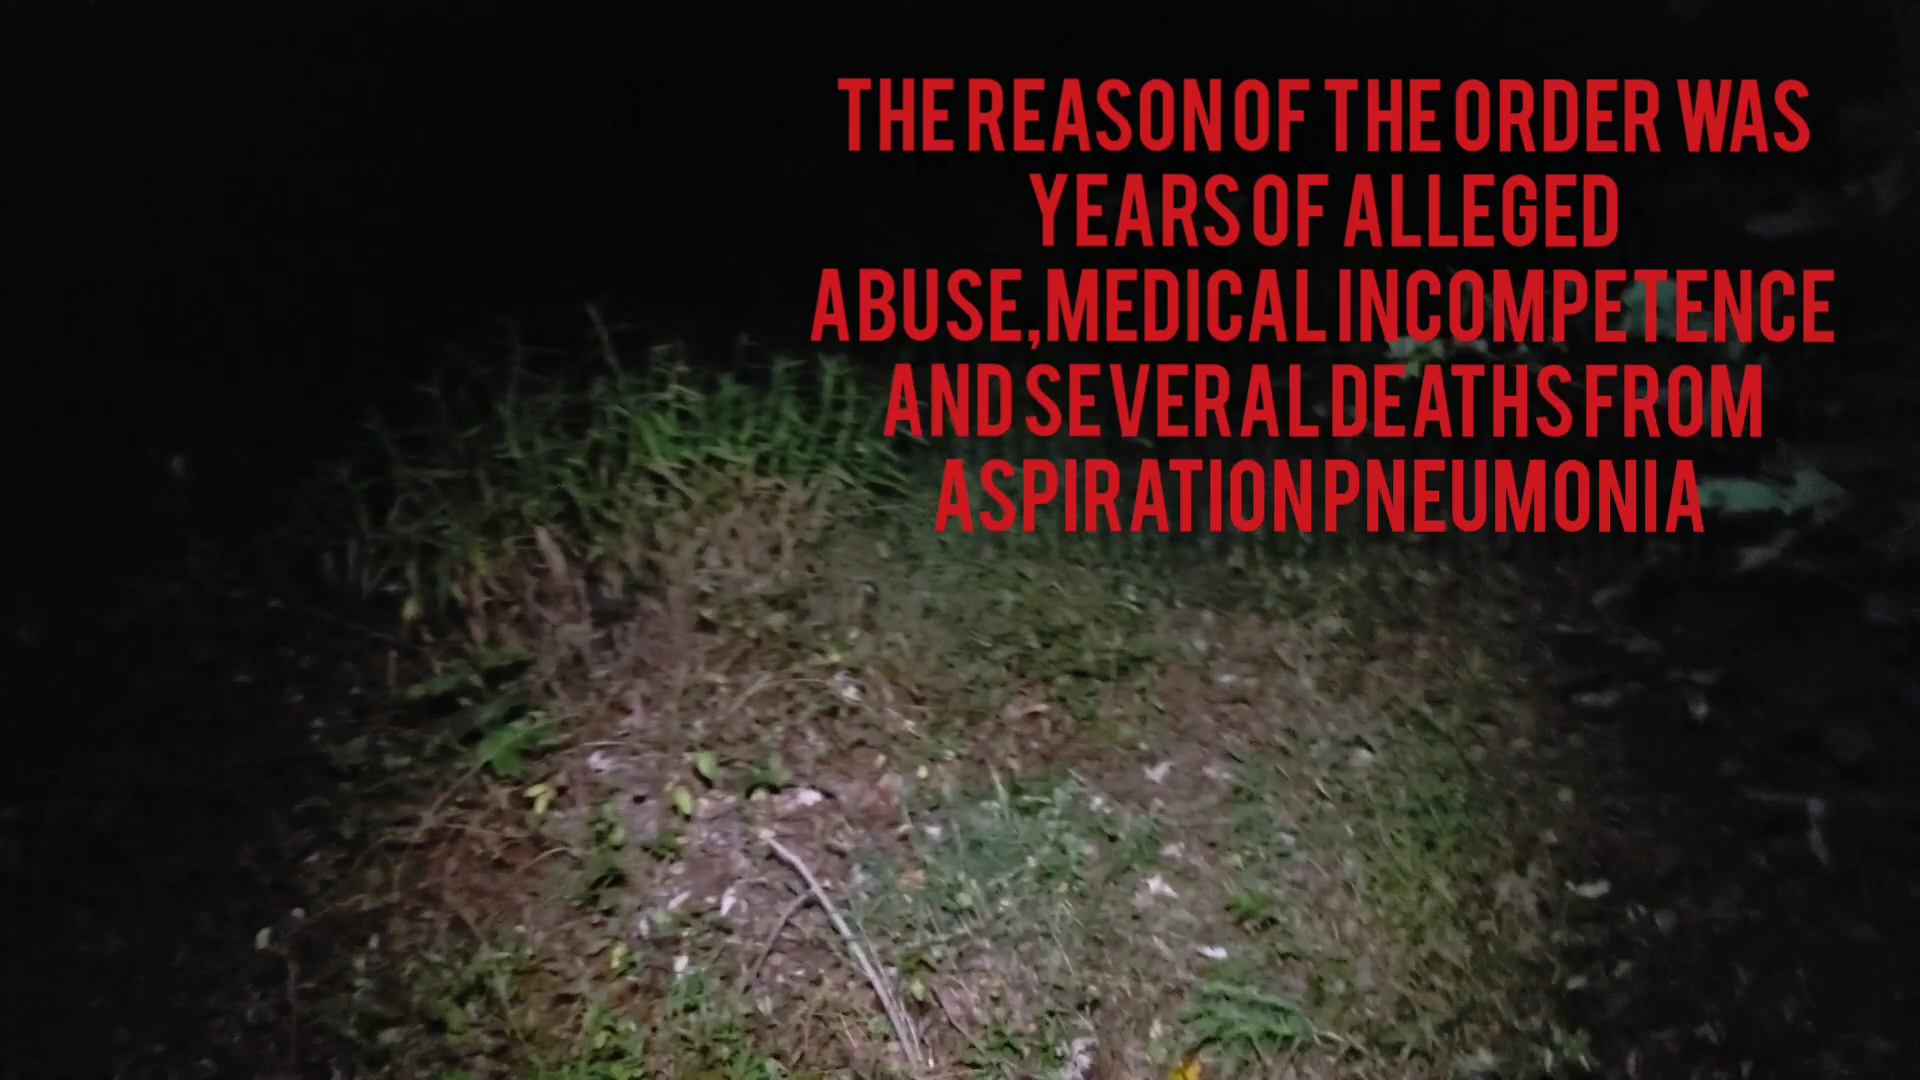 THE REASON OF THE ORDER WAS
YEARS OF ALLEGED
ABUSE,MEDICAL INCOMPETENCE
AND SEVERAL DEATHS FROM
ASPIRATION PNEUMONIA